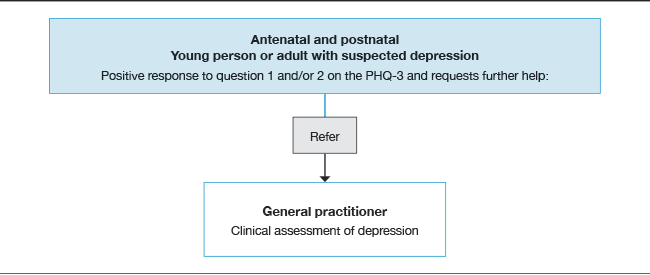 Antenatal and postnatal
Young person or adult with suspected depression
Positive response to question 1 and/or 2 on the PHQ-3 and requests further help:
Refer
General practitioner
Clinical assessment of depression